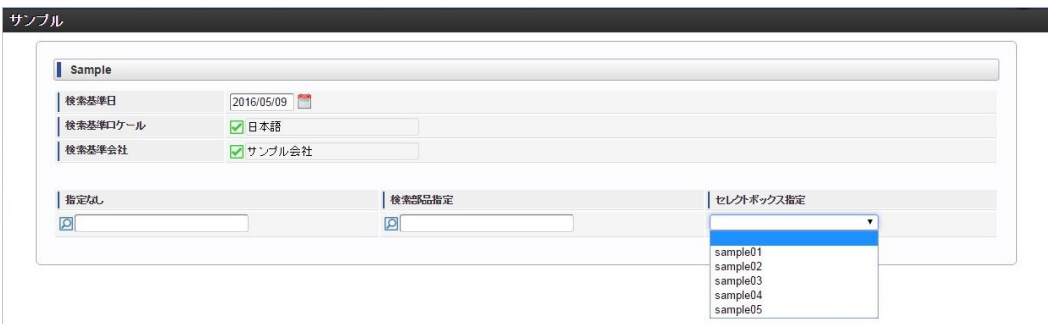 サンプル
Sample
検索基準日 2016/05/09
検索基準ロケール 日本語
検索基準会社 サンプル会社
指定なし 検索部品指定 セレクトボックス指定
sample01
sample02
sample03
sample04
sample05